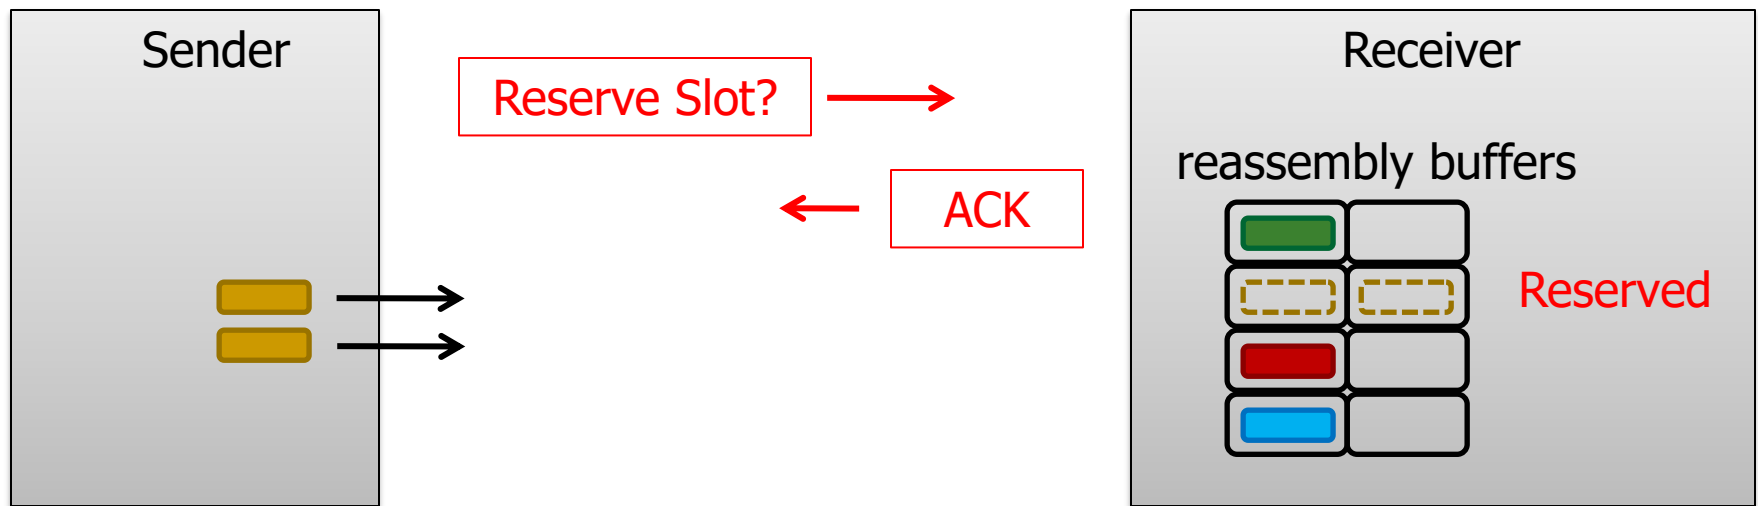 Sender
Reserve Slot?
ACK
Receiver
reassembly buffers
Reserved